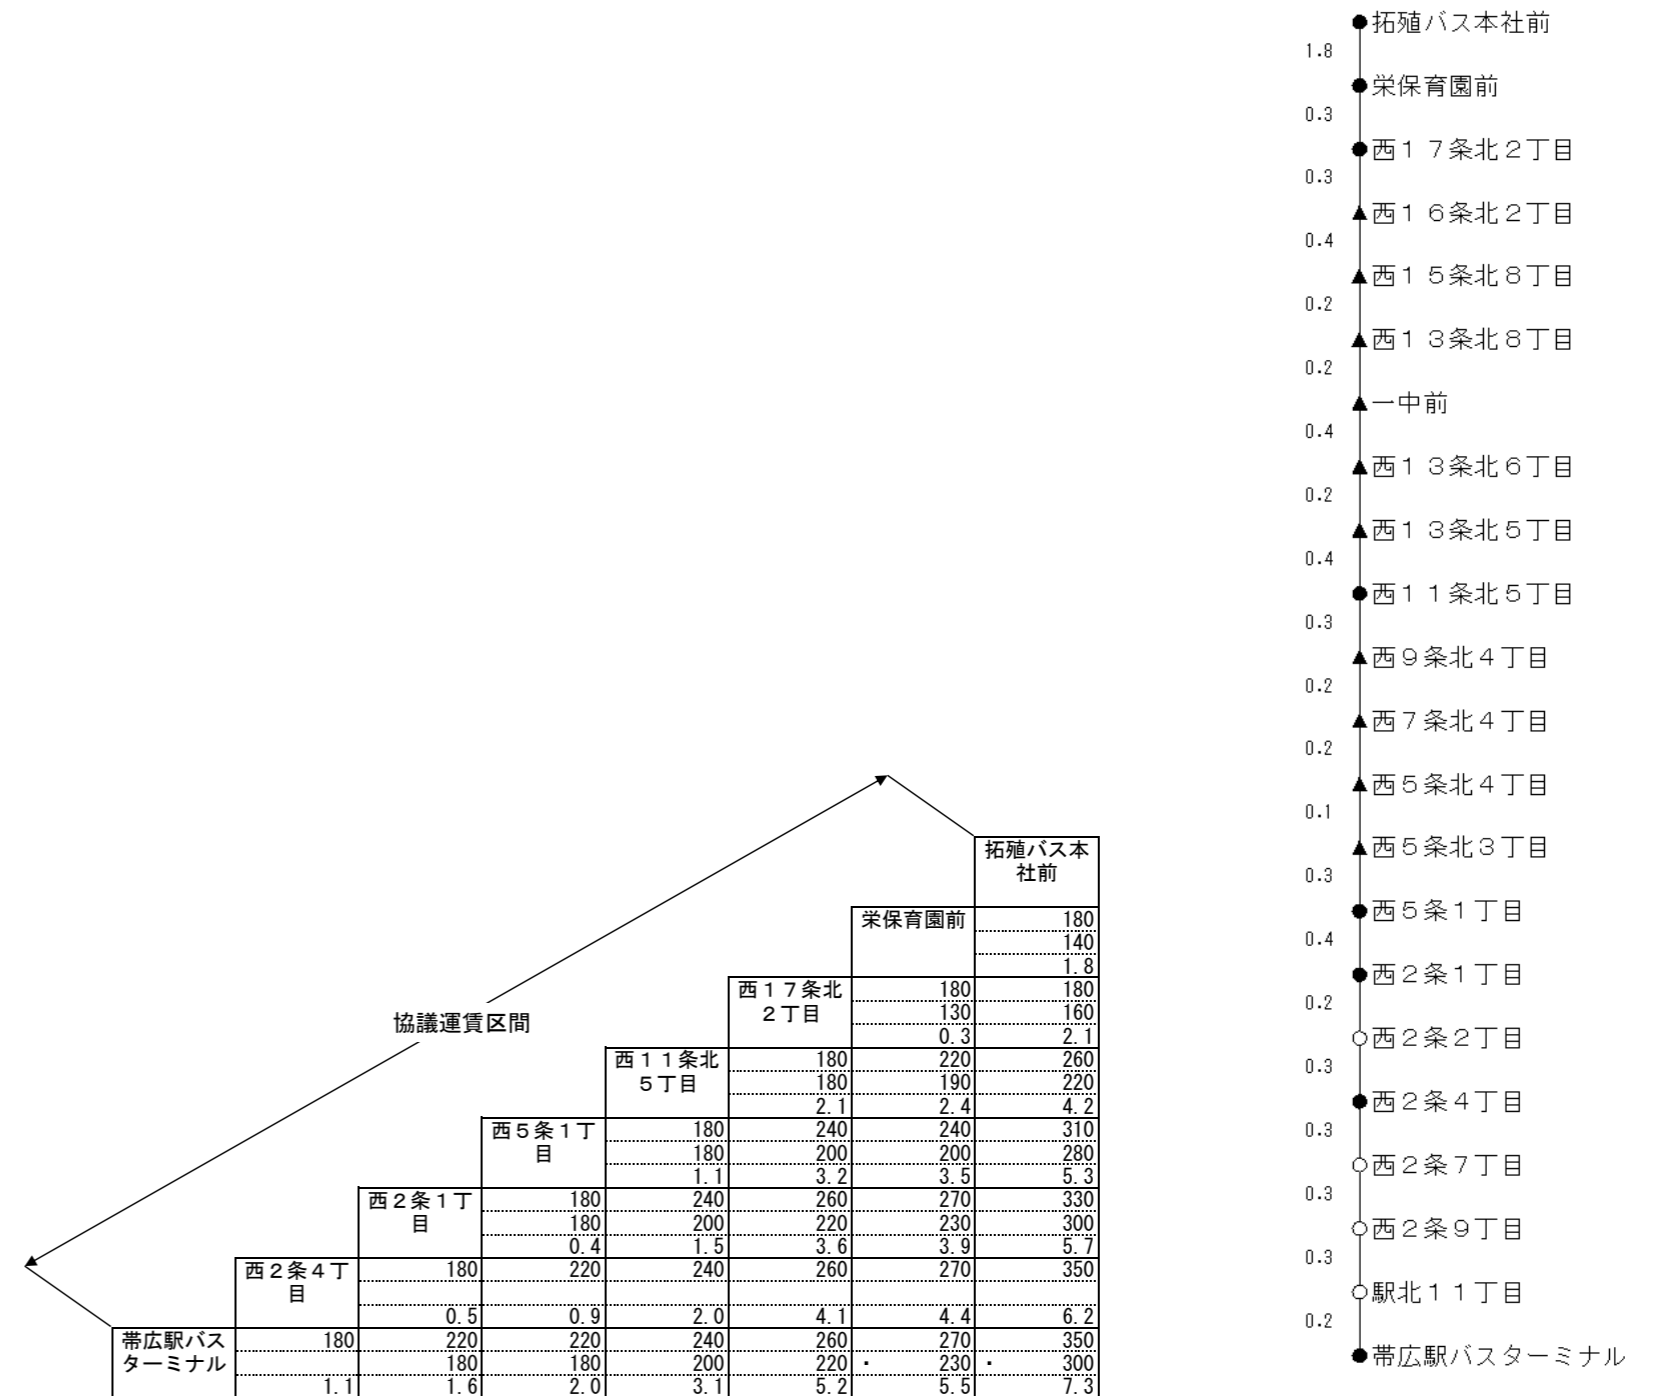 ●拓殖バス本社前
1.8
●栄保育園前
0.3
●西17条北2丁目
0.3
▲西16条北2丁目
0.4
▲西15条北8丁目
0.2
▲西13条北8丁目
0.2
▲一中前
0.4
▲西13条北6丁目
0.2
▲西13条北5丁目
0.4
●西11条北5丁目
0.3
▲西9条北4丁目
0.2
▲西7条北4丁目
0.2
▲西5条北4丁目
0.1
▲西5条北3丁目
0.3
●西5条1丁目
0.4
●西2条1丁目
0.2
○西2条2丁目
0.3
●西2条4丁目
0.3
○西2条7丁目
0.3
○西2条9丁目
0.3
○駅北11丁目
0.2
●帯広駅バスターミナル
協議運賃区間
拓殖バス本
社前
栄保育園前 180
140
1.8
西17条北 180 180
2丁目 130 160
0.3 2.1
西11条北 180 220 260
5丁目 180 190 220
2.1 2.4 4.2
西5条1丁 180 240 240 310
目 180 200 200 280
1.1 3.2 3.5 5.3
西2条1丁 180 240 260 270 330
目 180 200 220 230 300
0.4 1.5 3.6 3.9 5.7
西2条4丁 180 220 240 260 270 350
目
0.5 0.9 2.0 4.1 4.4 6.2
帯広駅バス 180 220 220 240 260 270 350
ターミナル 180 180 200 220 ・ 230 ・ 300
1.1 1.6 2.0 3.1 5.2 5.5 7.3